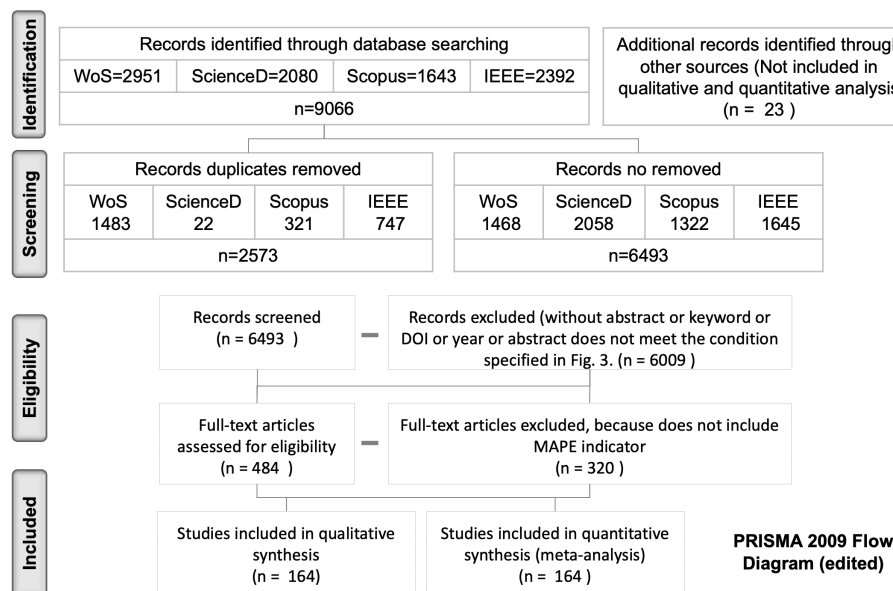 Identification
Records identified through database searching
WoS=2951 ScienceD=2080 Scopus=1643 IEEE=2392
n=9066
Additional records identified through
other sources (Not included in
qualitative and quantitative analysis
(n = 23 )
Screening
Records duplicates removed
WoS ScienceD Scopus IEEE
1483 22 321 747
n=2573
Records no removed
WoS ScienceD Scopus IEEE
1468 2058 1322 1645
n=6493
Eligibility
Records screened
(n = 6493 )
Records excluded (without abstract or keyword or
DOI or year or abstract does not meet the condition
specified in Fig. 3. (n = 6009 )
Full-text articles
assessed for eligibility
(n = 484 )
Full-text articles excluded, because does not include
MAPE indicator
(n = 320 )
Included
Studies included in qualitative
synthesis
(n = 164)
Studies included in quantitative
synthesis (meta-analysis)
(n = 164 )
PRISMA 2009 Flow
Diagram (edited)